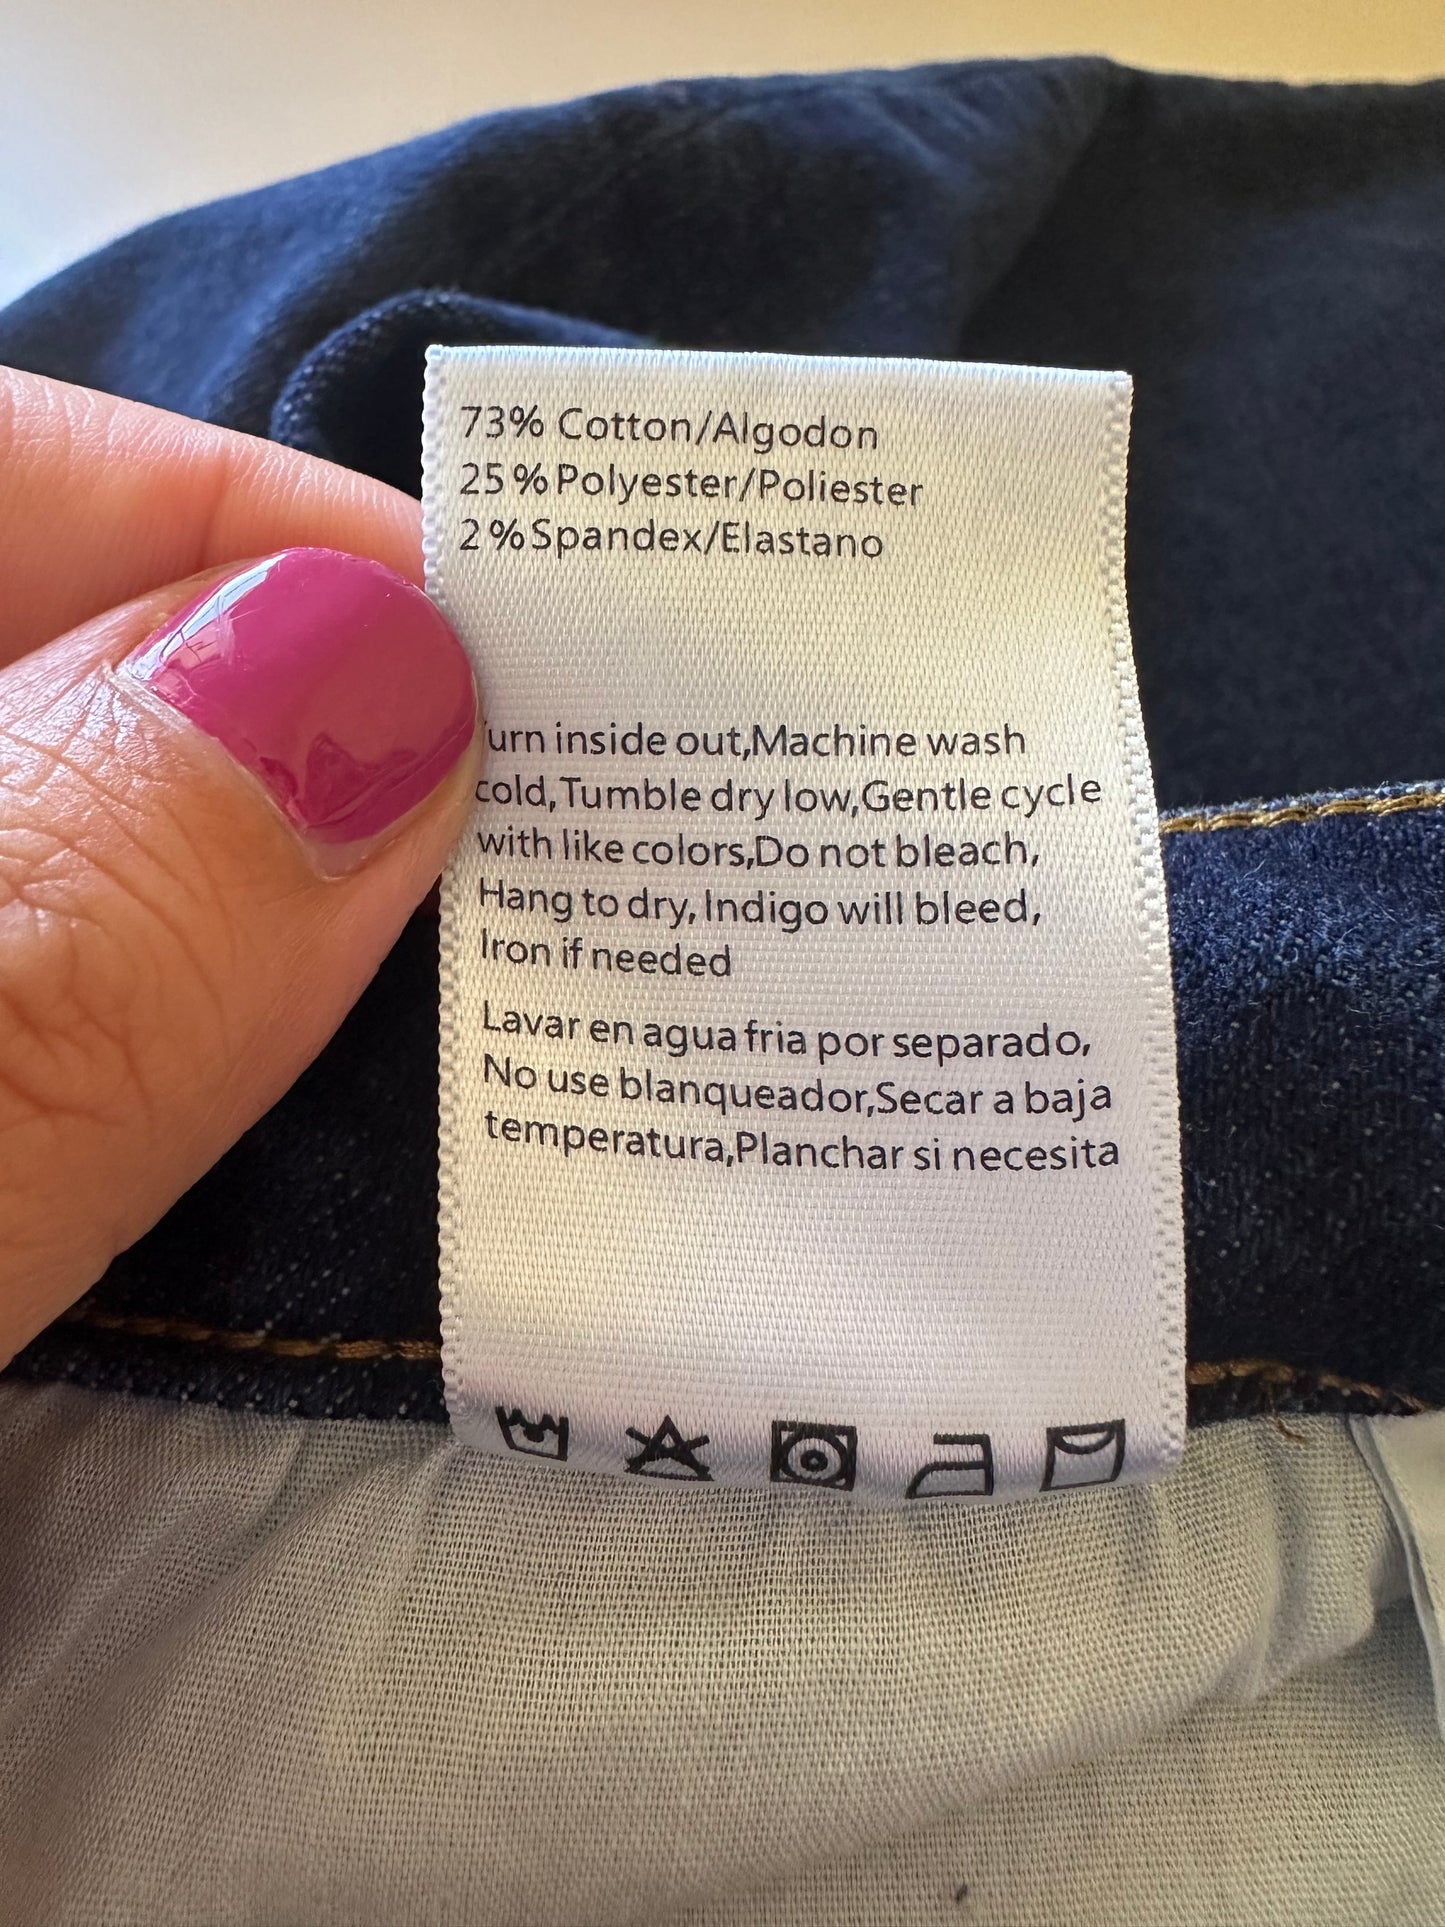 73% Cotton/Algodon
25% Polyester/Poliester
2% Spandex/Elastano
urn inside out,Machine wash
cold,Tumble dry low,Gentle cycle
with like colors,Do not bleach,
Hang to dry, Indigo will bleed,
Iron if needed
Lavar en agua fria por separado,
No use blanqueador,Secar a baja
temperatura,Planchar si necesita